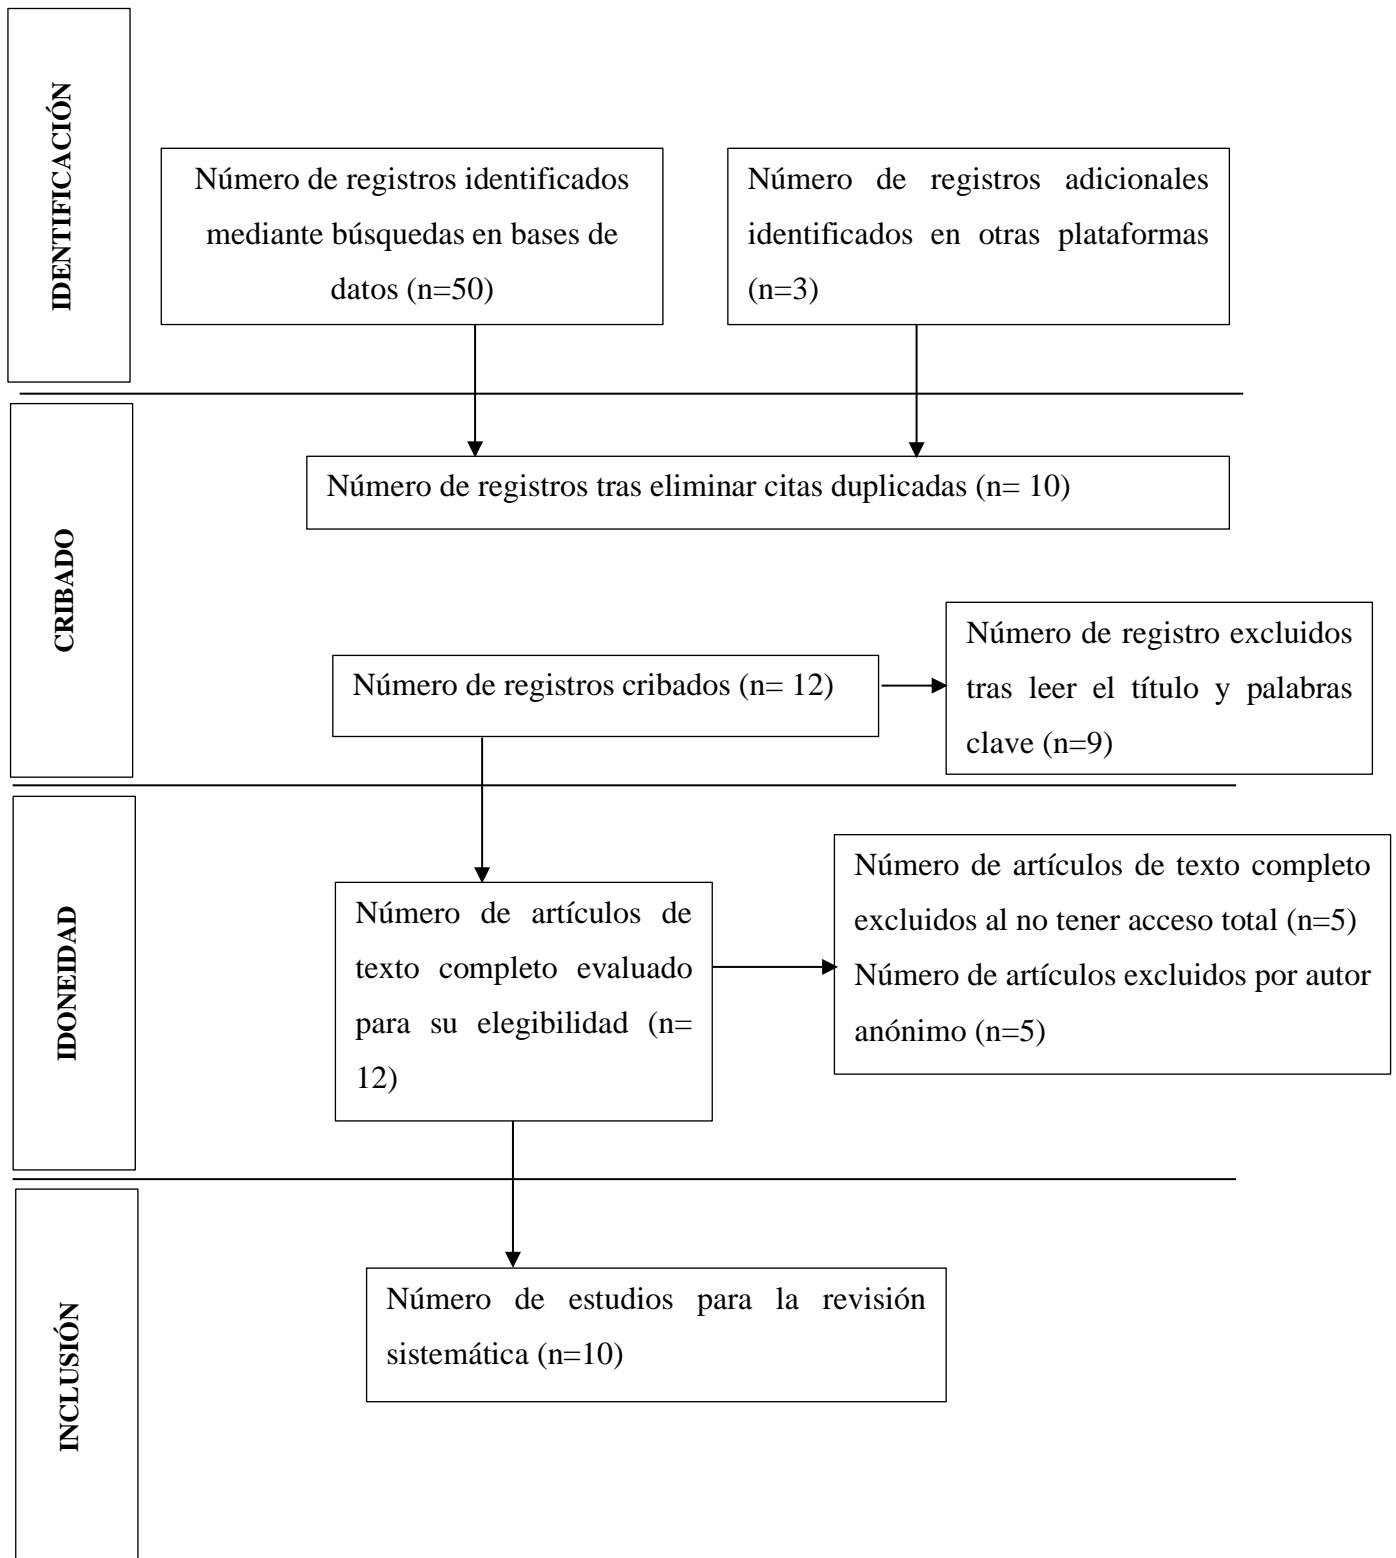 IDENTIFICACIÓN
Número de registros identificados
mediante búsquedas en bases de
datos (n=50)
Número de registros adicionales
identificados en otras plataformas
(n=3)
CRIBADO
Número de registros tras eliminar citas duplicadas (n= 10)
Número de registros cribados (n= 12)
Número de registro excluidos
tras leer el título y palabras
clave (n=9)
IDONEIDAD
Número de artículos de
texto completo evaluado
para su elegibilidad (n=
12)
Número de artículos de texto completo
excluidos al no tener acceso total (n=5)
Número de artículos excluidos por autor
anónimo (n=5)
INCLUSIÓN
Número de estudios para la revisión
sistemática (n=10)